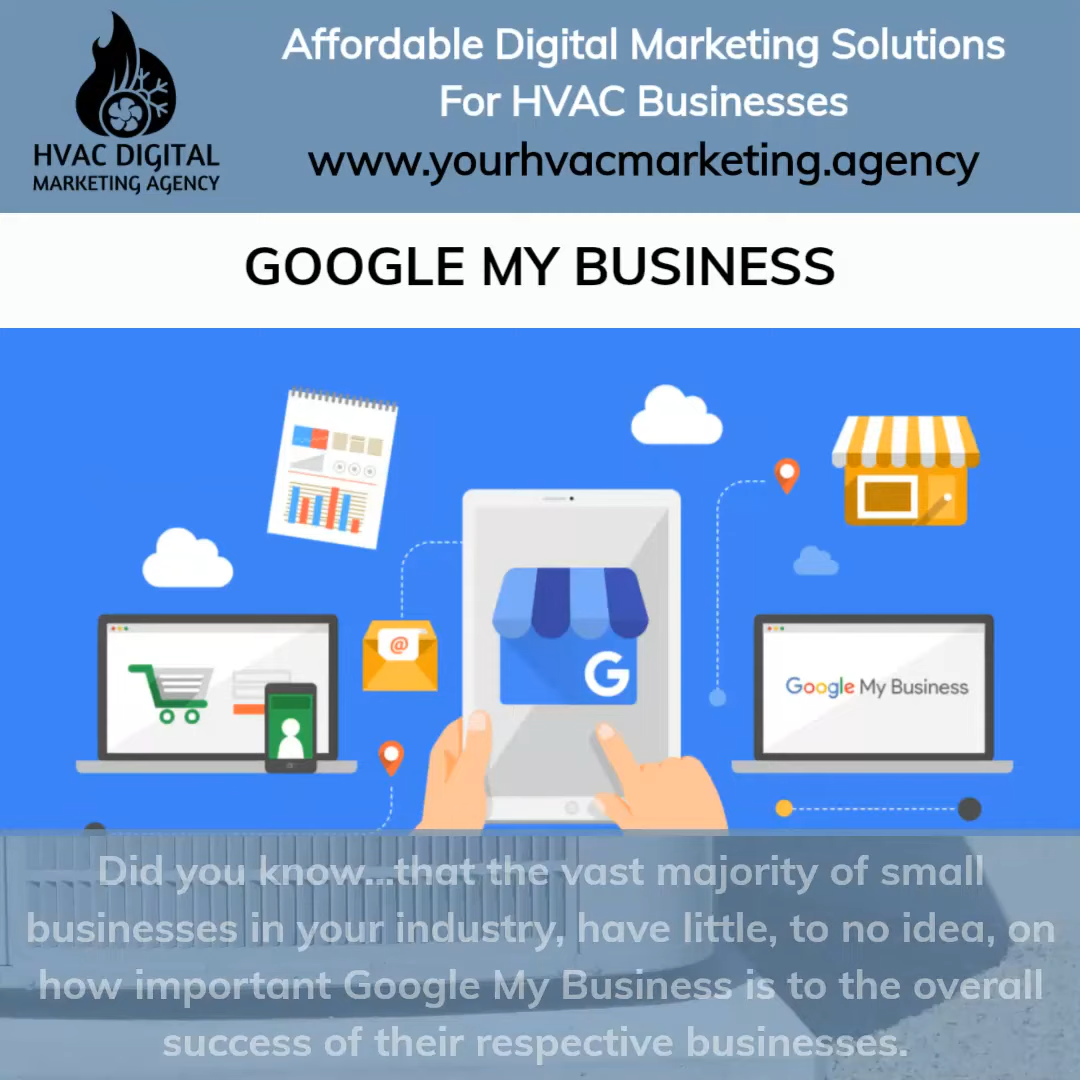 Affordable Digital Marketing Solutions
For HVAC Businesses
www.yourhvacmarketing.agency
HVAC DIGITAL
MARKETING AGENCY
GOOGLE MY BUSINESS
@
G
Google My Business
Did you know...that the vast majority of small
businesses in your industry, have little, to no idea, on
how important Google My Business is to the overall
success of their respective businesses.